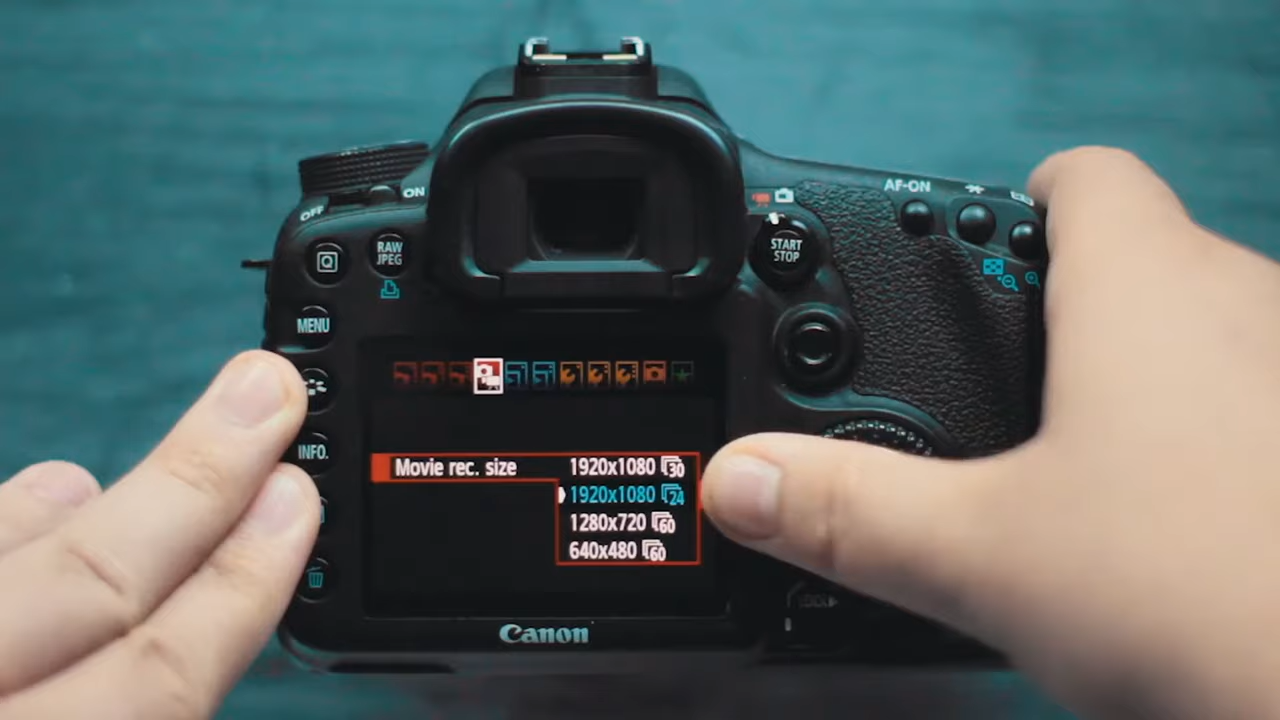 AF-ON
ON
OFF
Q
RAW
JPEG
START
STOP
MENU
INFO.
Movie rec. size
1920x1080 30
1920x1080 24
1280x720 60
640x480 60
Canon